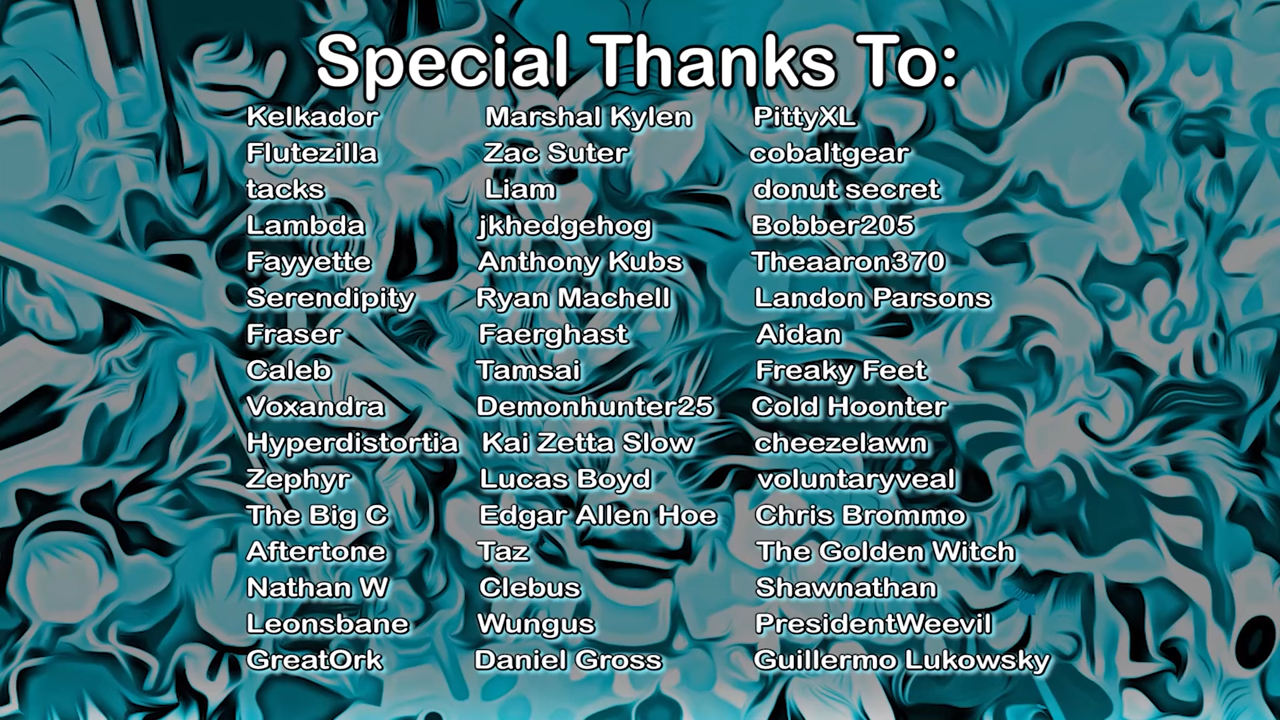 Special Thanks To:
Kelkador Marshal Kylen PittyXL
Flutezilla Zac Suter cobaltgear
tacks Liam donut secret
Lambda jkhedgehog Bobber205
Fayyette Anthony Kubs Theaaron370
Serendipity Ryan Machell Landon Parsons
Fraser Faerghast Aidan
Caleb Tamsai Freaky Feet
Voxandra Demonhunter25 Cold Hoonter
Hyperdistortia Kai Zetta Slow cheezelawn
Zephyr Lucas Boyd voluntaryveal
The Big C Edgar Allen Hoe Chris Brommo
Aftertone Taz The Golden Witch
Nathan W Clebus Shawnathan
Leonsbane Wungus PresidentWeevil
GreatOrk Daniel Gross Guillermo Lukowsky